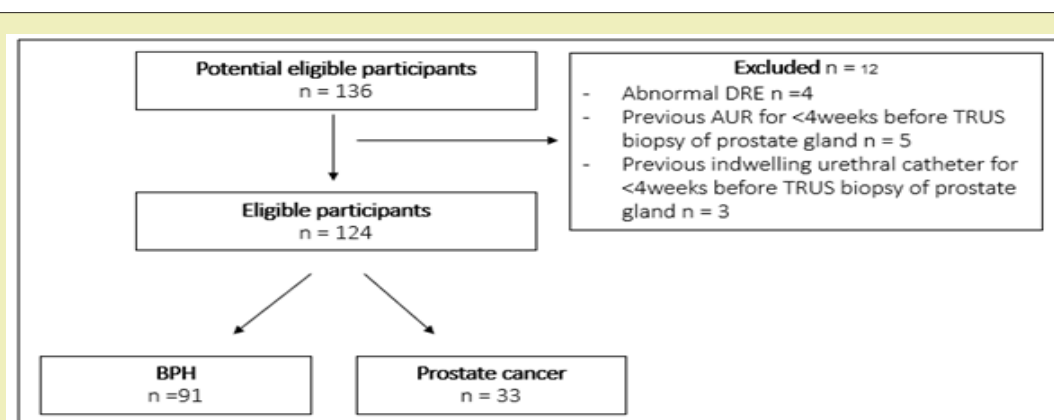 Potential eligible participants
n = 136
Excluded n = 12
- Abnormal DRE n =4
- Previous AUR for <4weeks before TRUS
biopsy of prostate gland n = 5
- Previous indwelling urethral catheter for
<4weeks before TRUS biopsy of prostate
gland n = 3
Eligible participants
n = 124
BPH
n =91
Prostate cancer
n = 33